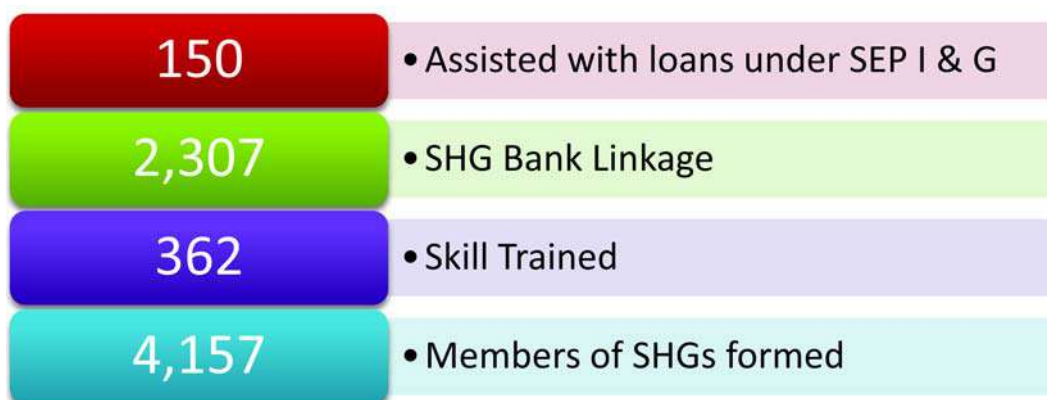 150
• Assisted with loans under SEP I & G
2,307
• SHG Bank Linkage
362
• Skill Trained
4,157
• Members of SHGs formed